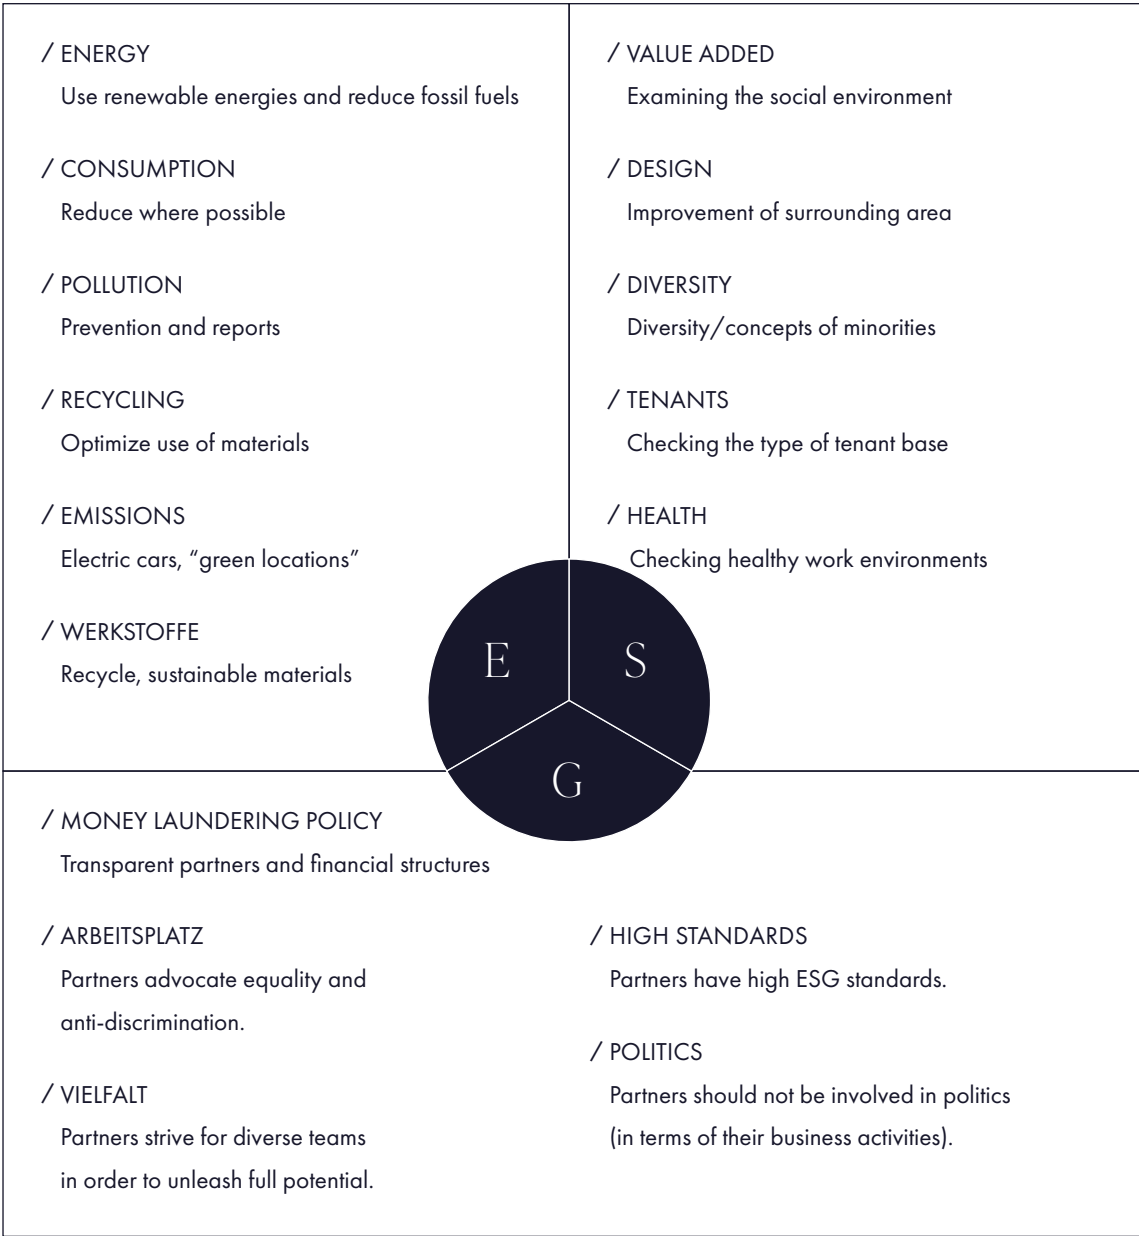 / ENERGY
Use renewable energies and reduce fossil fuels
/ CONSUMPTION
Reduce where possible
/ POLLUTION
Prevention and reports
/ RECYCLING
Optimize use of materials
/ EMISSIONS
Electric cars, “green locations”
/ WERKSTOFFE
Recycle, sustainable materials
/ VALUE ADDED
Examining the social environment
/ DESIGN
Improvement of surrounding area
/ DIVERSITY
Diversity/concepts of minorities
/ TENANTS
Checking the type of tenant base
/ HEALTH
Checking healthy work environments
E
S
G
/ MONEY LAUNDERING POLICY
Transparent partners and financial structures
/ ARBEITSPLATZ
Partners advocate equality and
anti-discrimination.
/ VIELFALT
Partners strive for diverse teams
in order to unleash full potential.
/ HIGH STANDARDS
Partners have high ESG standards.
/ POLITICS
Partners should not be involved in politics
(in terms of their business activities).